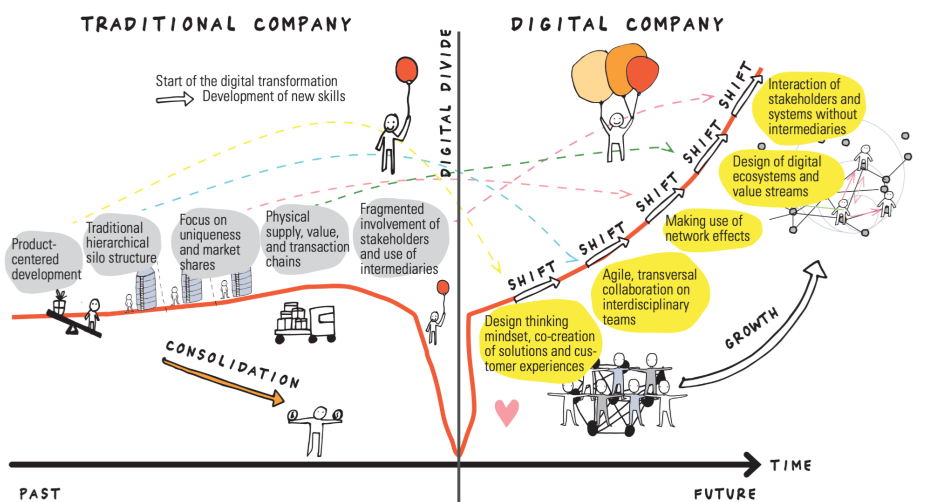 TRADITIONAL COMPANY
DIGITAL COMPANY
DIGITAL DIVIDE
Start of the digital transformation
Development of new skills
Product-
centered
development
Traditional
hierarchical
silo structure
Focus on
uniqueness
and market
shares
Physical
supply, value,
and transaction
chains
Fragmented
involvement of
stakeholders
and use of
intermediaries
CONSOLIDATION
SHIFT
SHIFT
SHIFT
SHIFT
SHIFT
Interaction of
stakeholders and
systems without
intermediaries
Design of digital
ecosystems and
value streams
Making use of
network effects
Agile, transversal
collaboration on
interdisciplinary
teams
Design thinking
mindset, co-creation
of solutions and cus-
tomer experiences
GROWTH
TIME
PAST
FUTURE